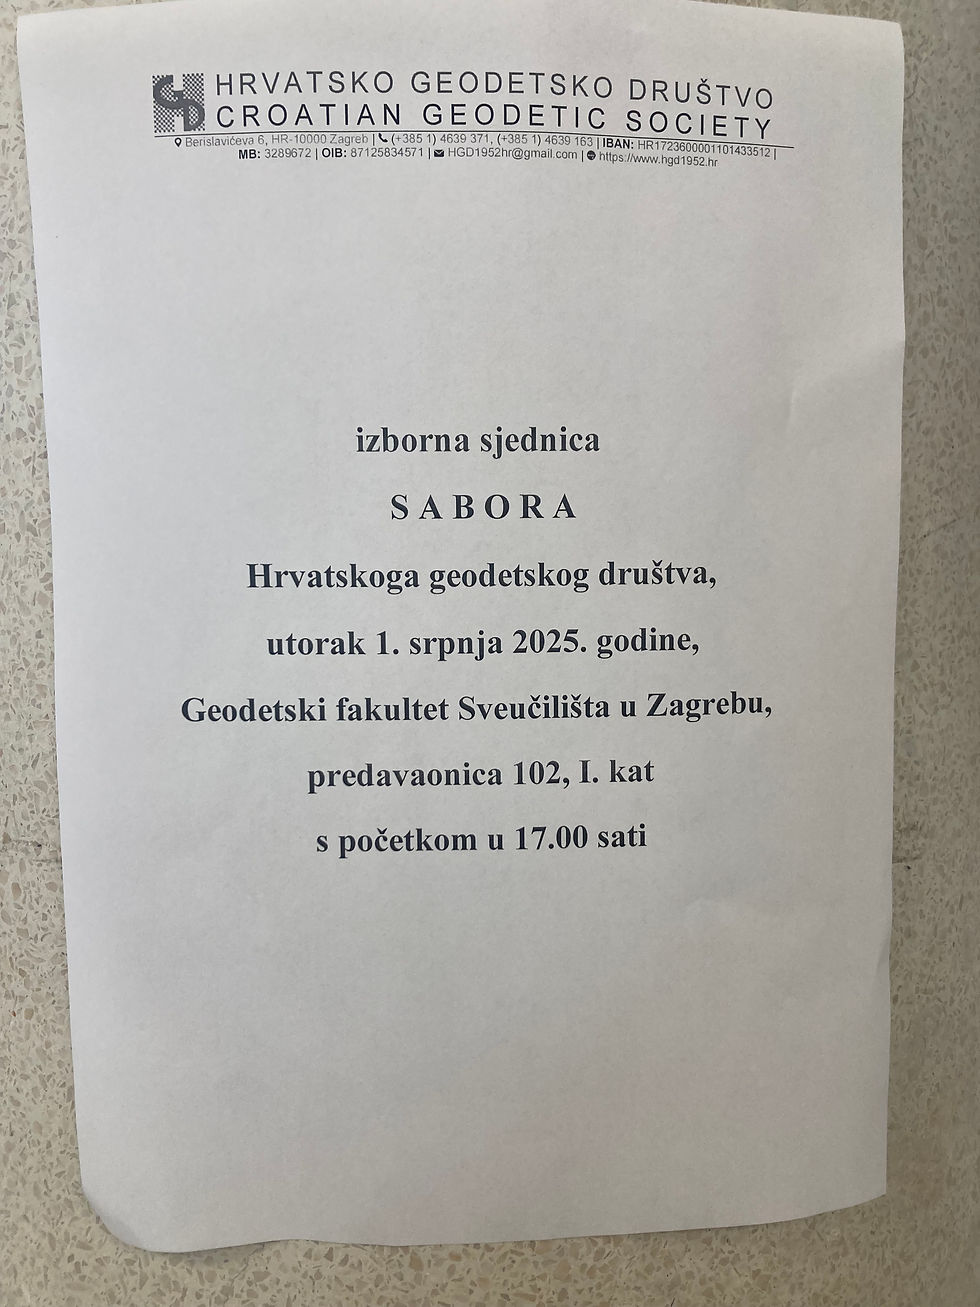 HRVATSKO GEODETSKO DRUŠTVO
CROATIAN GEODETIC SOCIETY
Berislavićeva 6, HR-10000 Zagreb | (+385 1) 4639 371, (+385 1) 4639 163 | IBAN: HR1723600001101433512 |
MB: 3289672 | OIB: 87125834571 | HGD1952hr@gmail.com | https://www.hgd1952.hr
izborna sjednica
S A B O R A
Hrvatskoga geodetskog društva,
utorak 1. srpnja 2025. godine,
Geodetski fakultet Sveučilišta u Zagrebu,
predavaonica 102, I. kat
s početkom u 17.00 sati